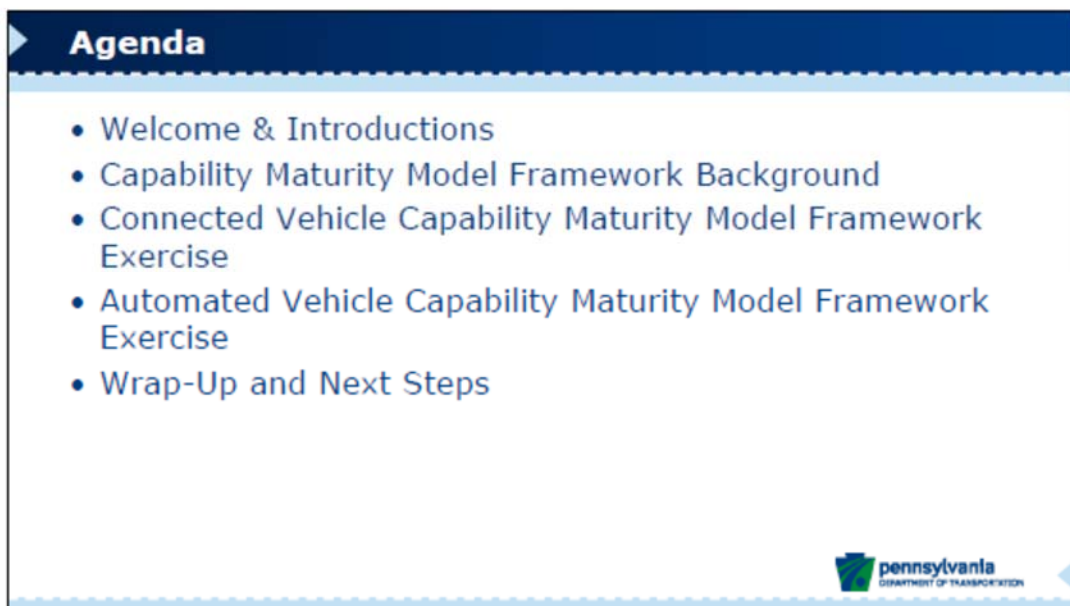 Agenda
• Welcome & Introductions
• Capability Maturity Model Framework Background
• Connected Vehicle Capability Maturity Model Framework
Exercise
• Automated Vehicle Capability Maturity Model Framework
Exercise
• Wrap-Up and Next Steps
pennsylvania
DEPARTMENT OF TRANSPORTATION